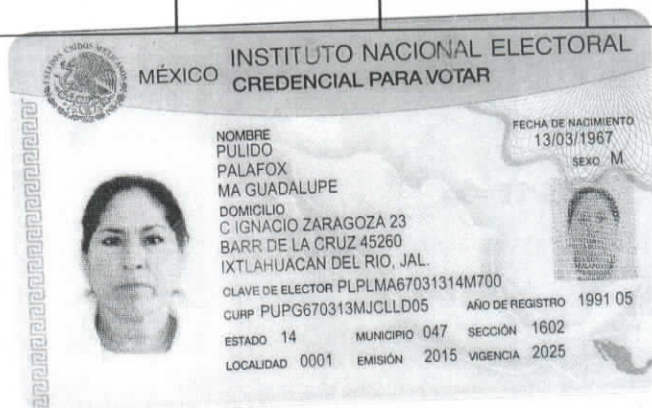 MÉXICO
INSTITUTO NACIONAL ELECTORAL
CREDENCIAL PARA VOTAR
NOMBRE
PULIDO
PALAFOX
MA GUADALUPE
FECHA DE NACIMIENTO
13/03/1967
SEXO M
DOMICILIO
C IGNACIO ZARAGOZA 23
BARR DE LA CRUZ 45260
IXTLAHUACAN DEL RIO, JAL.
CLAVE DE ELECTOR PLPLMA67031314M700
CURP PUPG670313MJCLLD05 AÑO DE REGISTRO 1991 05
ESTADO 14 MUNICIPIO 047 SECCIÓN 1602
LOCALIDAD 0001 EMISIÓN 2015 VIGENCIA 2025